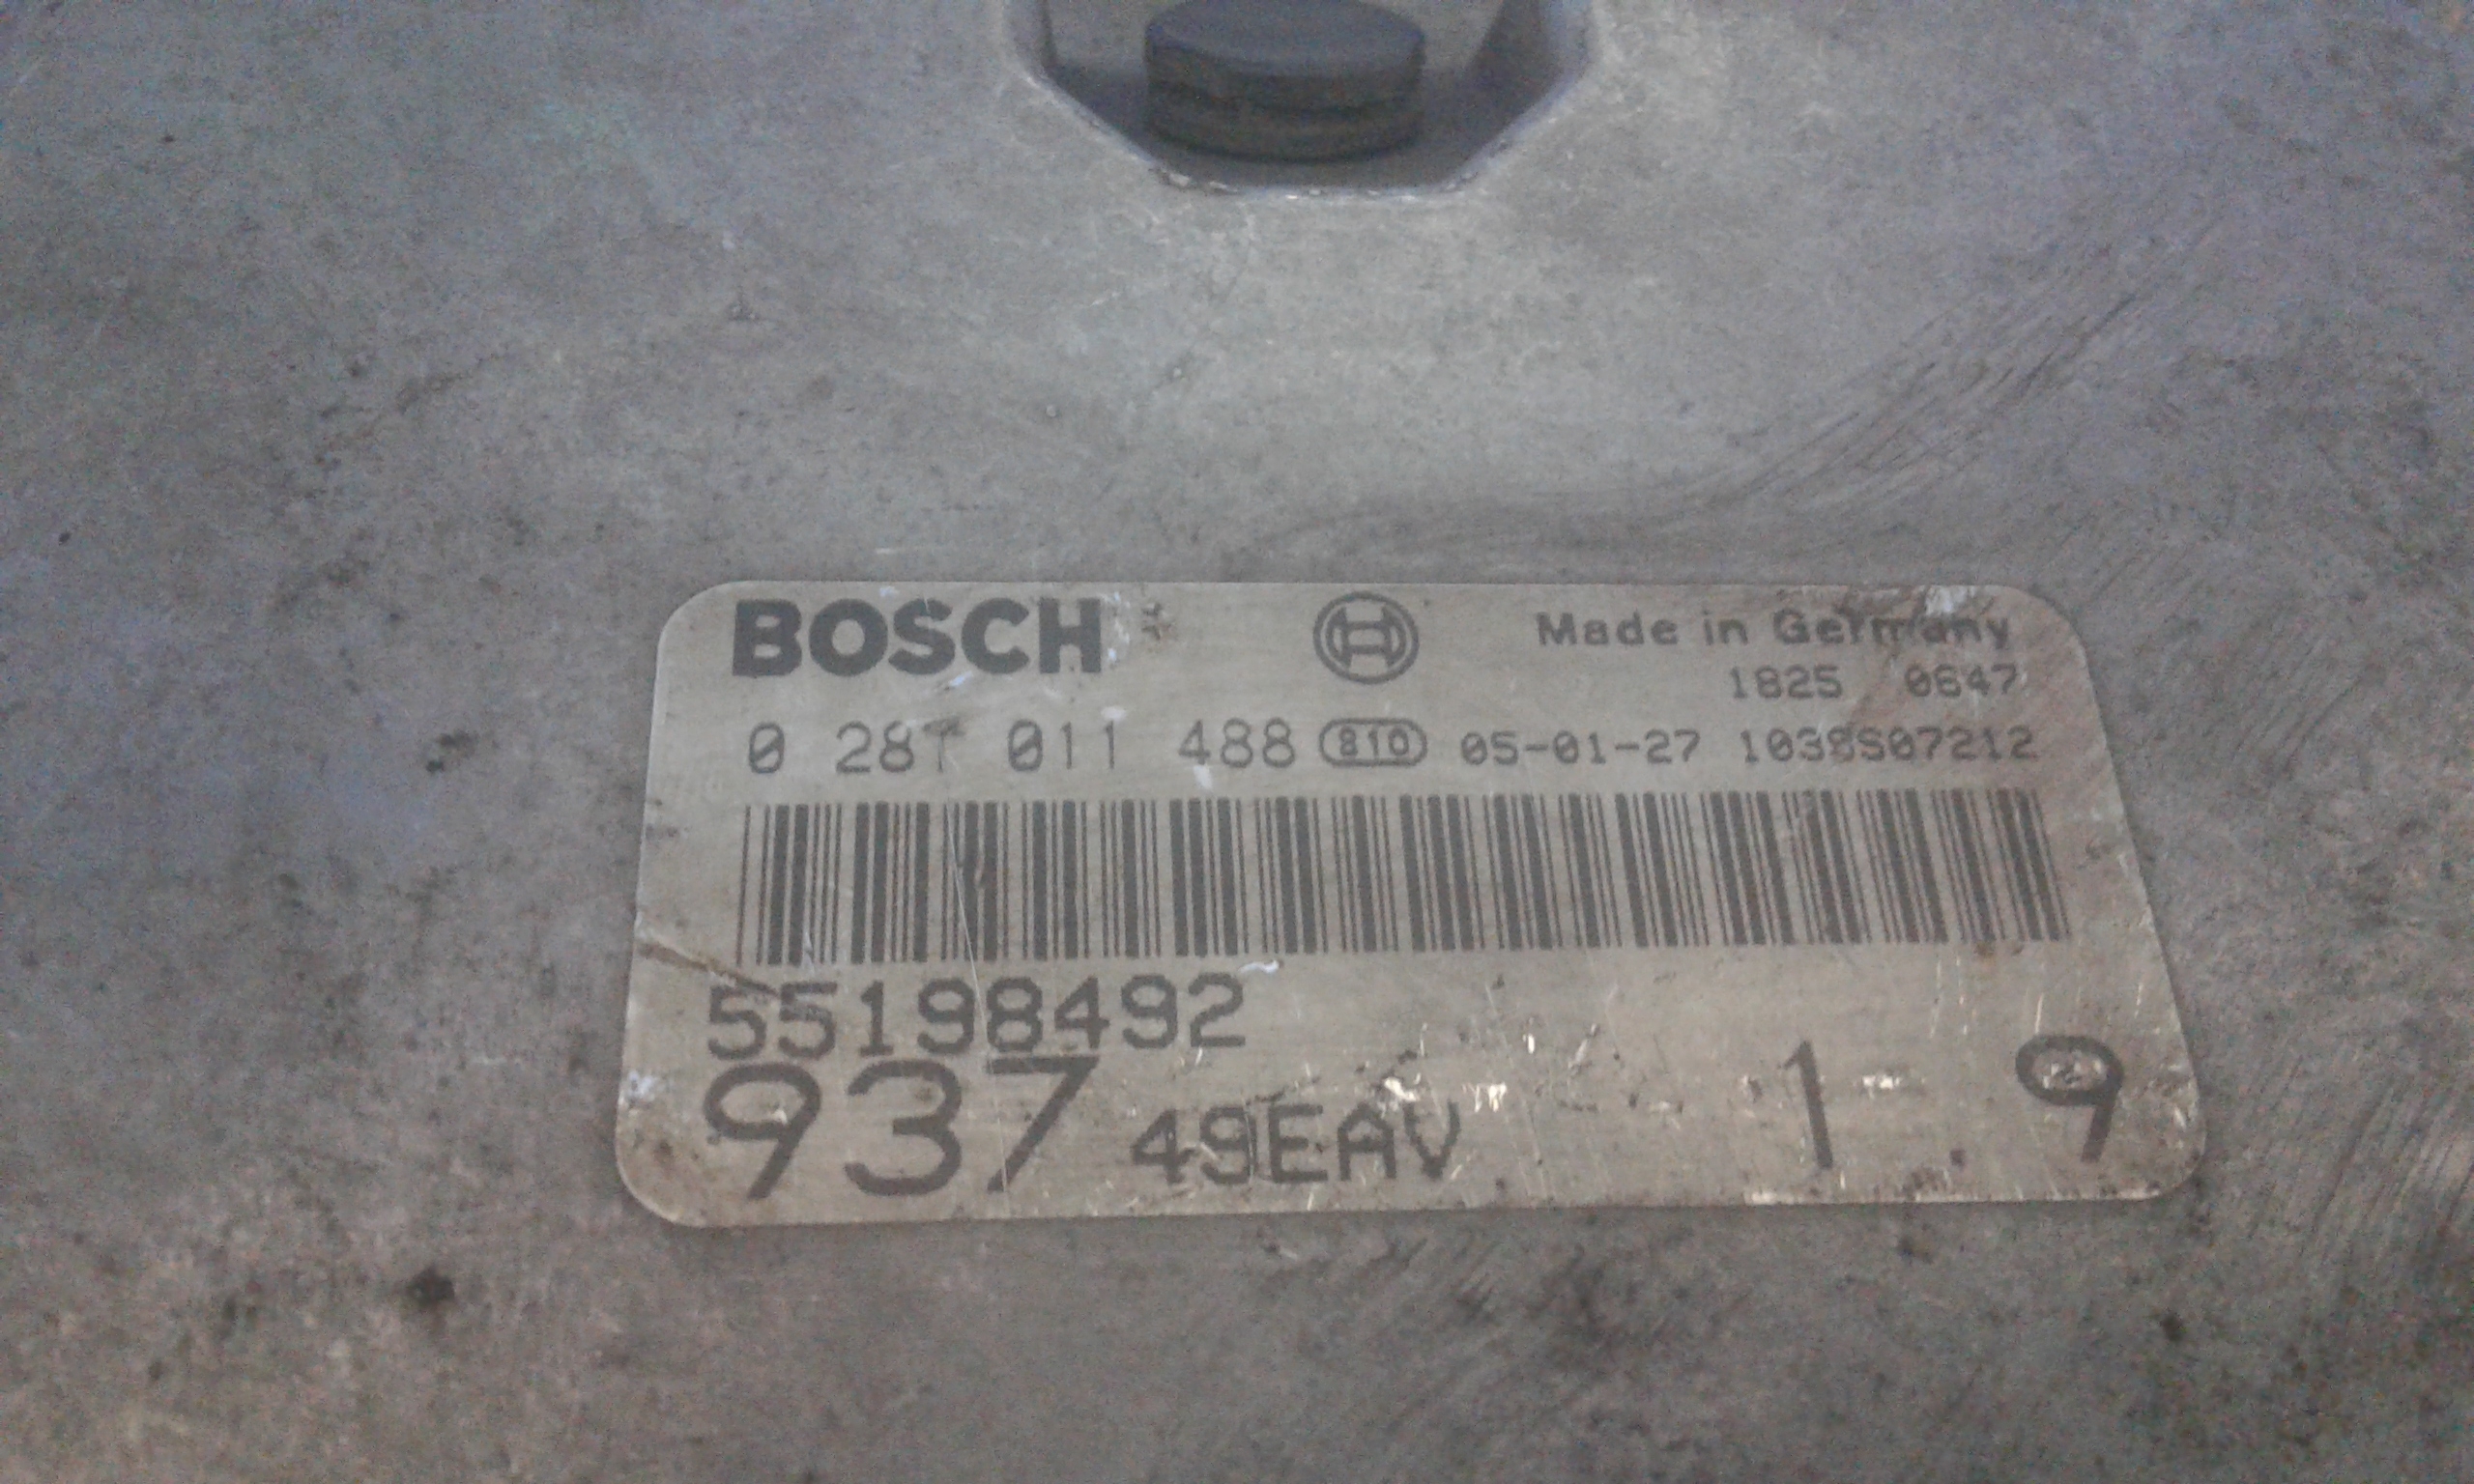 BOSCH Made in Germany
1825 0647
0 281 011 488 810 05-01-27 1038S07212
55198492
937 49EAV 1 9